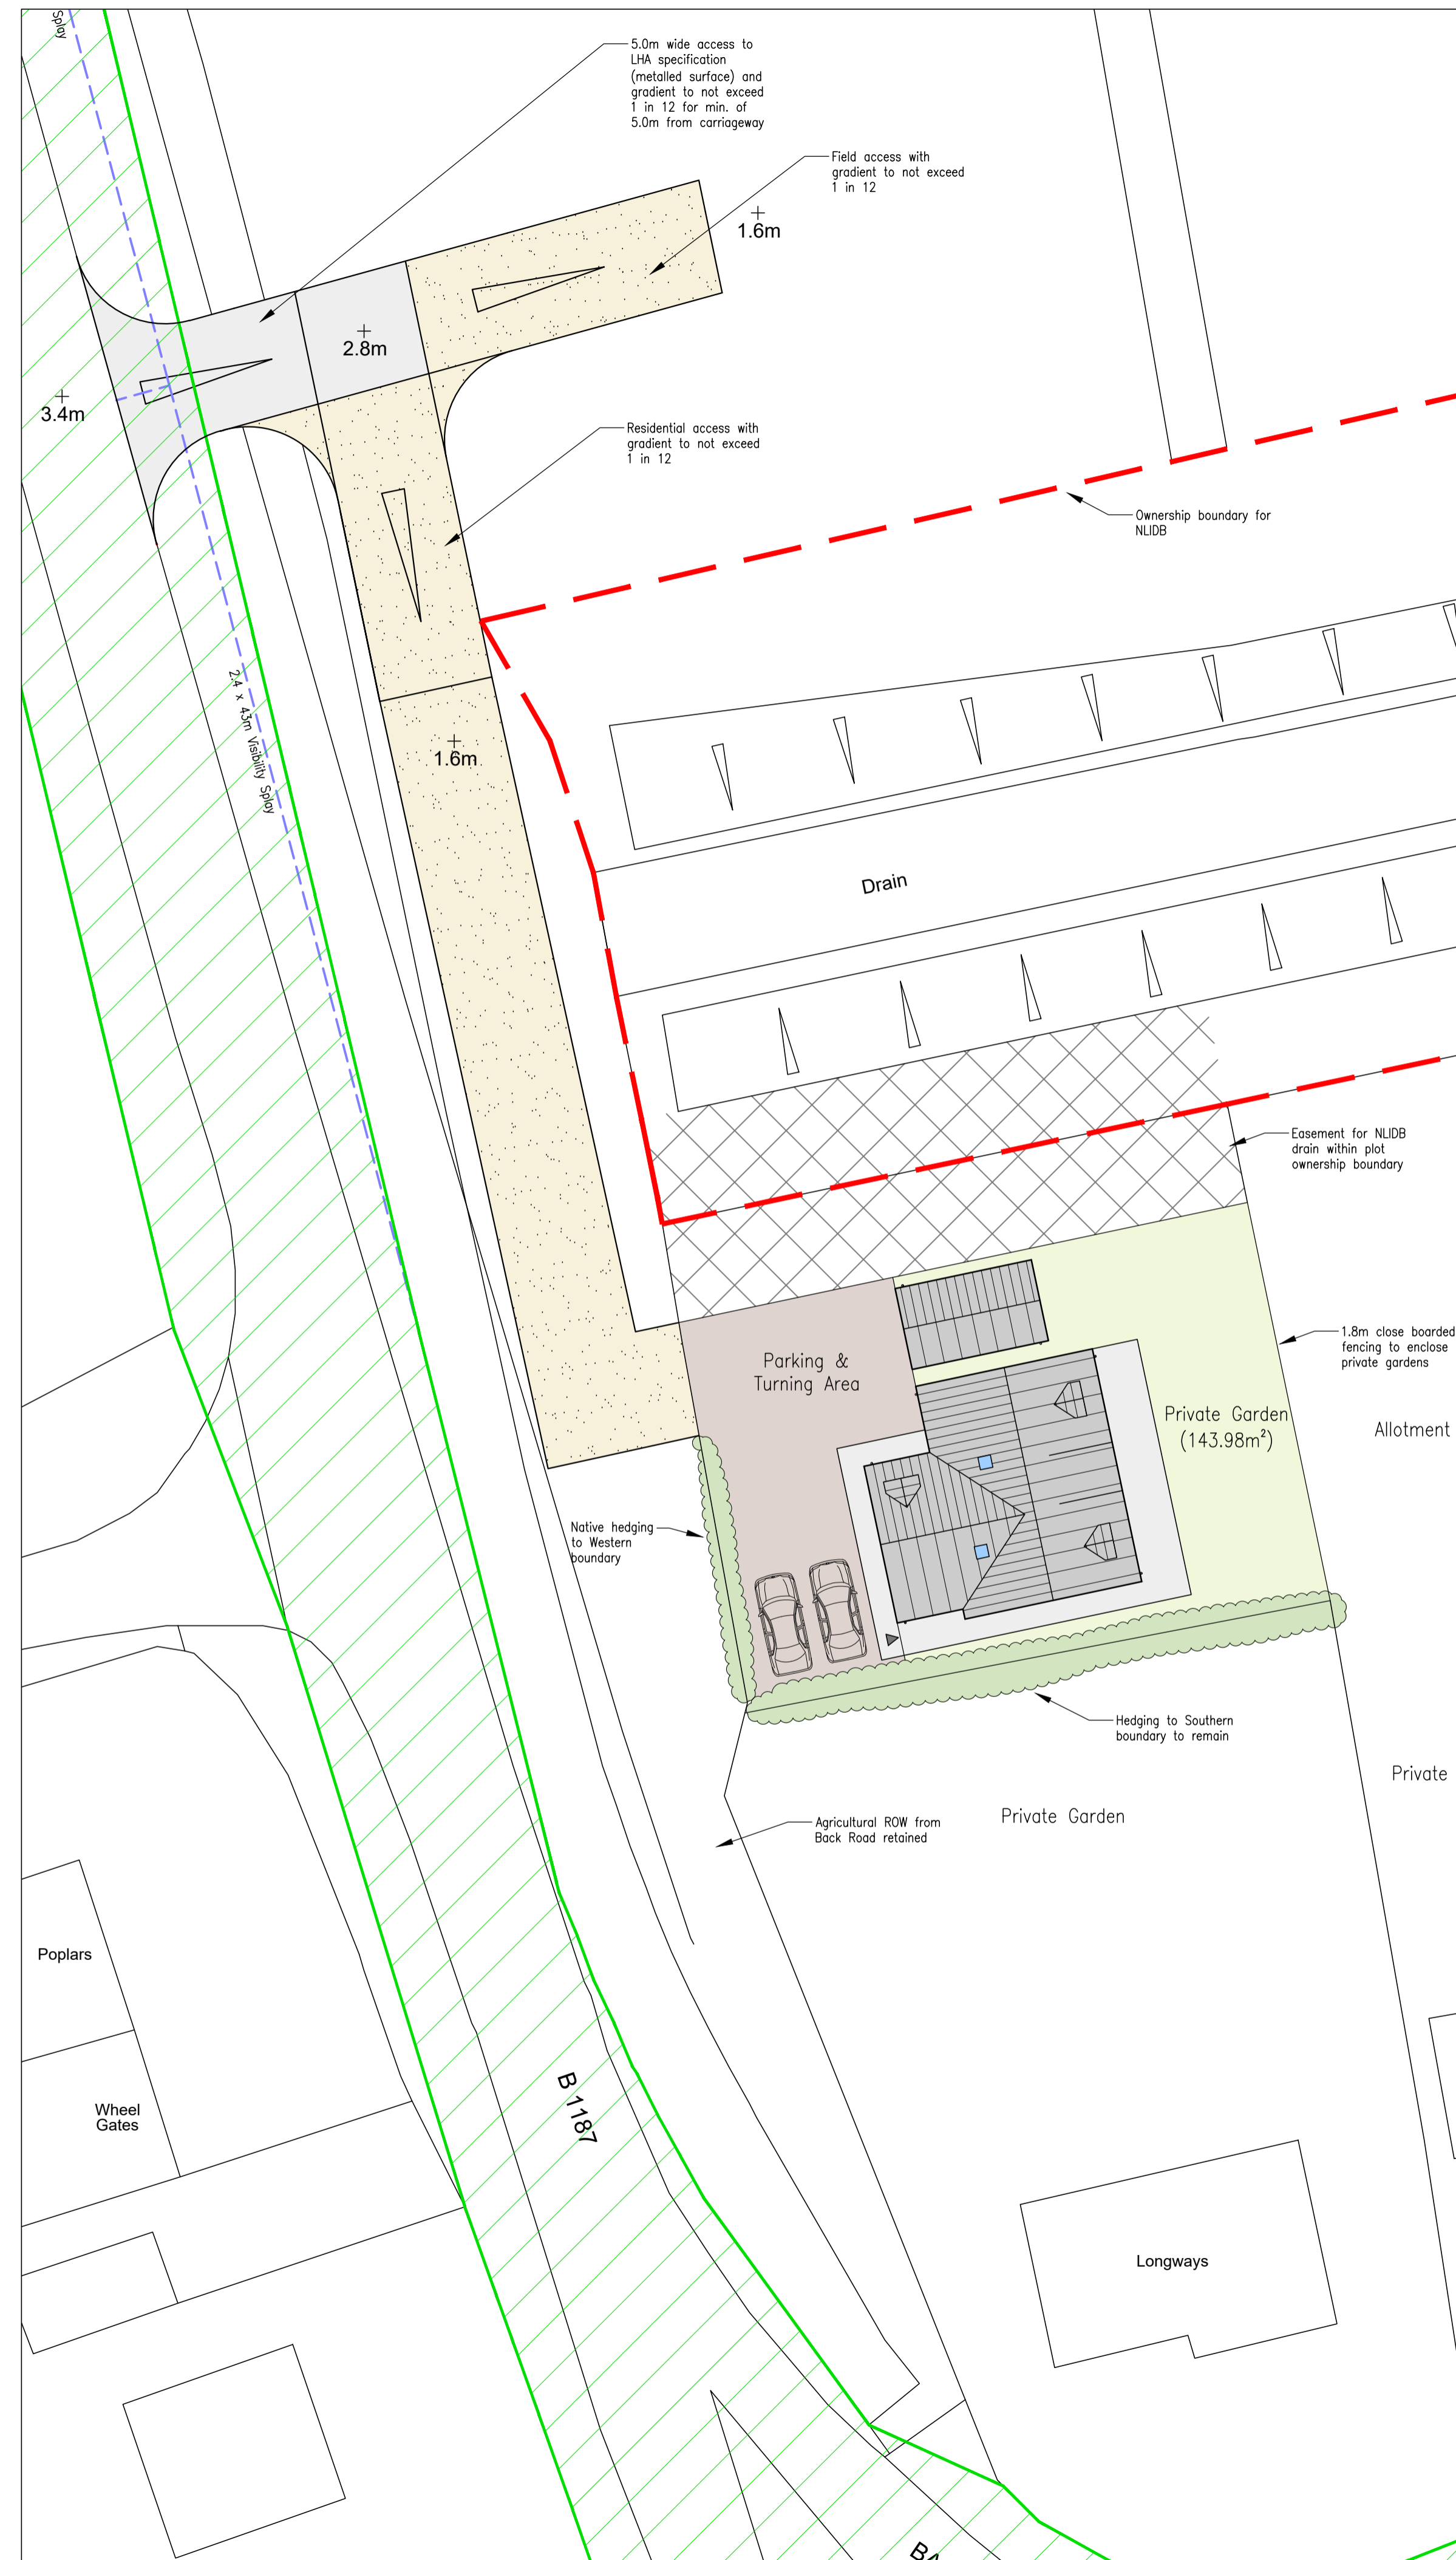 Splay
5.0m wide access to
LHA specification
(metalled surface) and
gradient to not exceed
1 in 12 for min. of
5.0m from carriageway
Field access with
gradient to not exceed
1 in 12
1.6m
2.8m
3.4m
Residential access with
gradient to not exceed
1 in 12
Ownership boundary for
NLIDB
2.4 x 43m Visibility Splay
1.6m
Drain
Easement for NLIDB
drain within plot
ownership boundary
1.8m close boarded
fencing to enclose
private gardens
Parking &
Turning Area
Private Garden
(143.98m²)
Allotment
Native hedging
to Western
boundary
Hedging to Southern
boundary to remain
Private
Private Garden
Agricultural ROW from
Back Road retained
Poplars
Wheel
Gates
B 1187
Longways